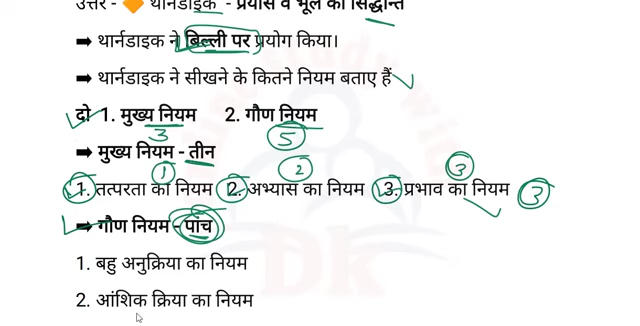 उत्तर - 🔶 थार्नडाइक - प्रयास व भूल का सिद्धान्त
➡ थार्नडाइक ने बिल्ली पर प्रयोग किया।
➡ थार्नडाइक ने सीखने के कितने नियम बताए हैं
दो 1. मुख्य नियम 2. गौण नियम
3 5
➡ मुख्य नियम - तीन
1 2 3
1. तत्परता का नियम 2. अभ्यास का नियम 3. प्रभाव का नियम 3
➡ गौण नियम - पांच
1. बहु अनुक्रिया का नियम
2. आंशिक क्रिया का नियम